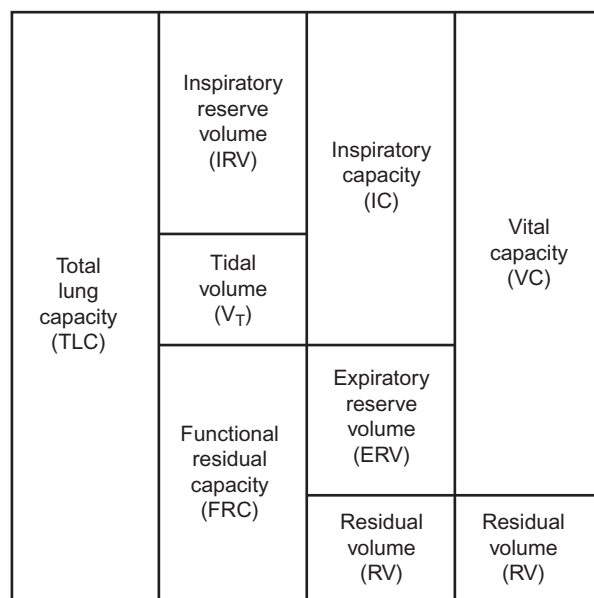 Total
lung
capacity
(TLC)
Inspiratory
reserve
volume
(IRV)
Tidal
volume
(V_T)
Functional
residual
capacity
(FRC)
Inspiratory
capacity
(IC)
Expiratory
reserve
volume
(ERV)
Residual
volume
(RV)
Vital
capacity
(VC)
Residual
volume
(RV)